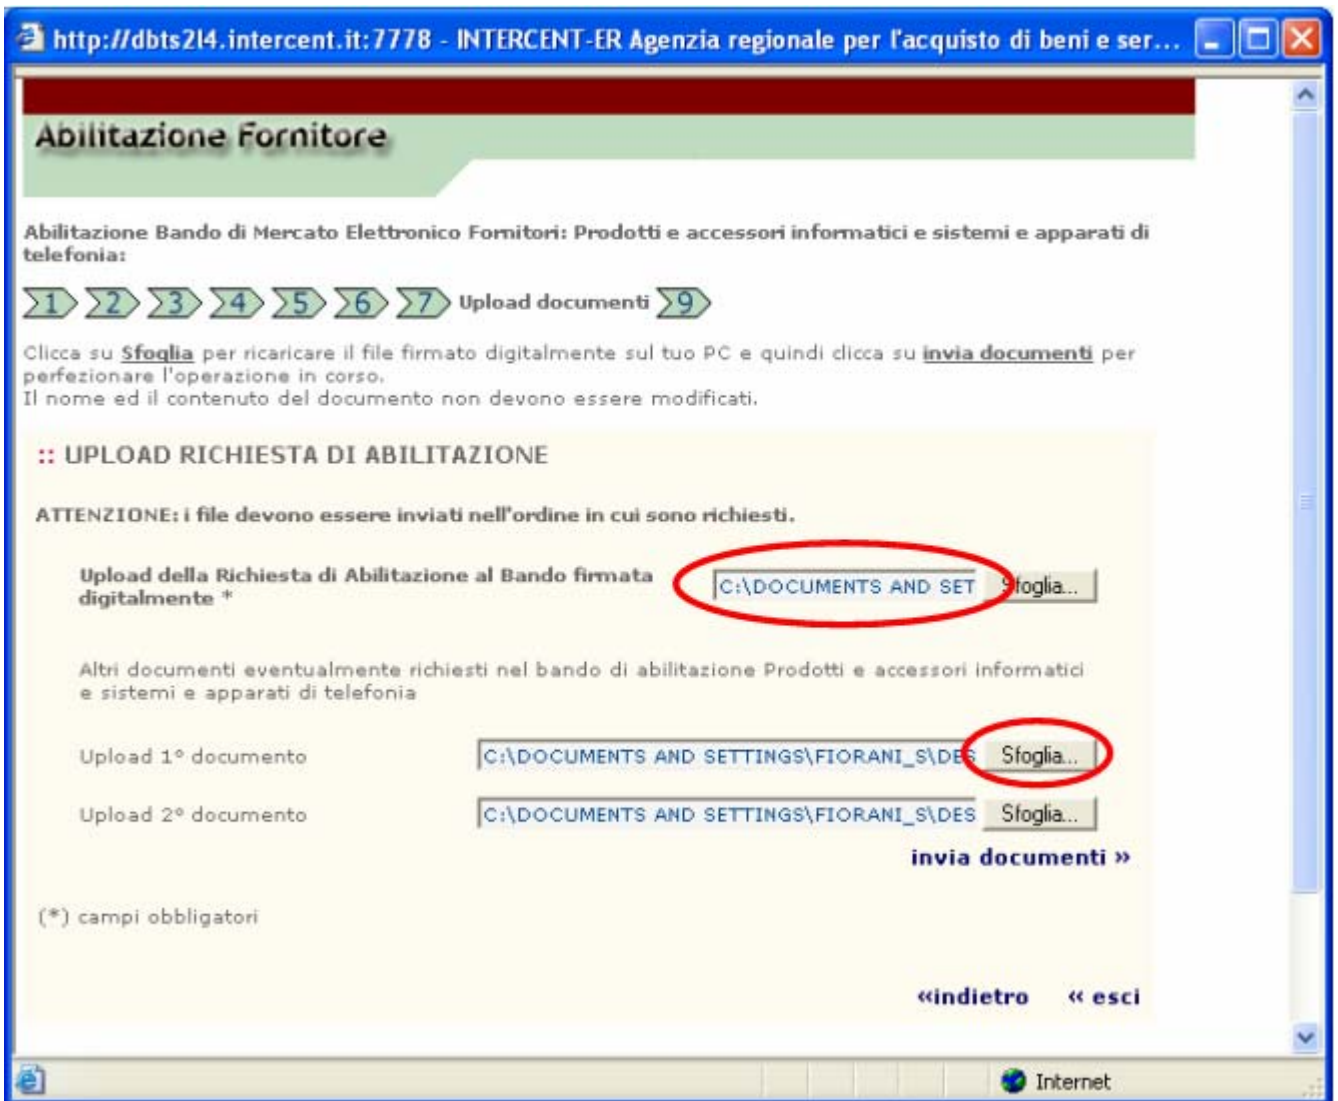 http://dbts2l4.intercent.it:7778 - INTERCENT-ER Agenzia regionale per l'acquisto di beni e ser...
Abilitazione Fornitore
Abilitazione Bando di Mercato Elettronico Fornitori: Prodotti e accessori informatici e sistemi e apparati di
telefonia:
1 2 3 4 5 6 7 Upload documenti 9
Clicca su Sfoglia per ricaricare il file firmato digitalmente sul tuo PC e quindi clicca su invia documenti per
perfezionare l'operazione in corso.
Il nome ed il contenuto del documento non devono essere modificati.
:: UPLOAD RICHIESTA DI ABILITAZIONE
ATTENZIONE: i file devono essere inviati nell'ordine in cui sono richiesti.
Upload della Richiesta di Abilitazione al Bando firmata
digitalmente *
C:\DOCUMENTS AND SET Sfoglia...
Altri documenti eventualmente richiesti nel bando di abilitazione Prodotti e accessori informatici
e sistemi e apparati di telefonia
Upload 1° documento C:\DOCUMENTS AND SETTINGS\FIORANI_S\DES Sfoglia...
Upload 2° documento C:\DOCUMENTS AND SETTINGS\FIORANI_S\DES Sfoglia...
invia documenti »
(*) campi obbligatori
«indietro « esci
Internet